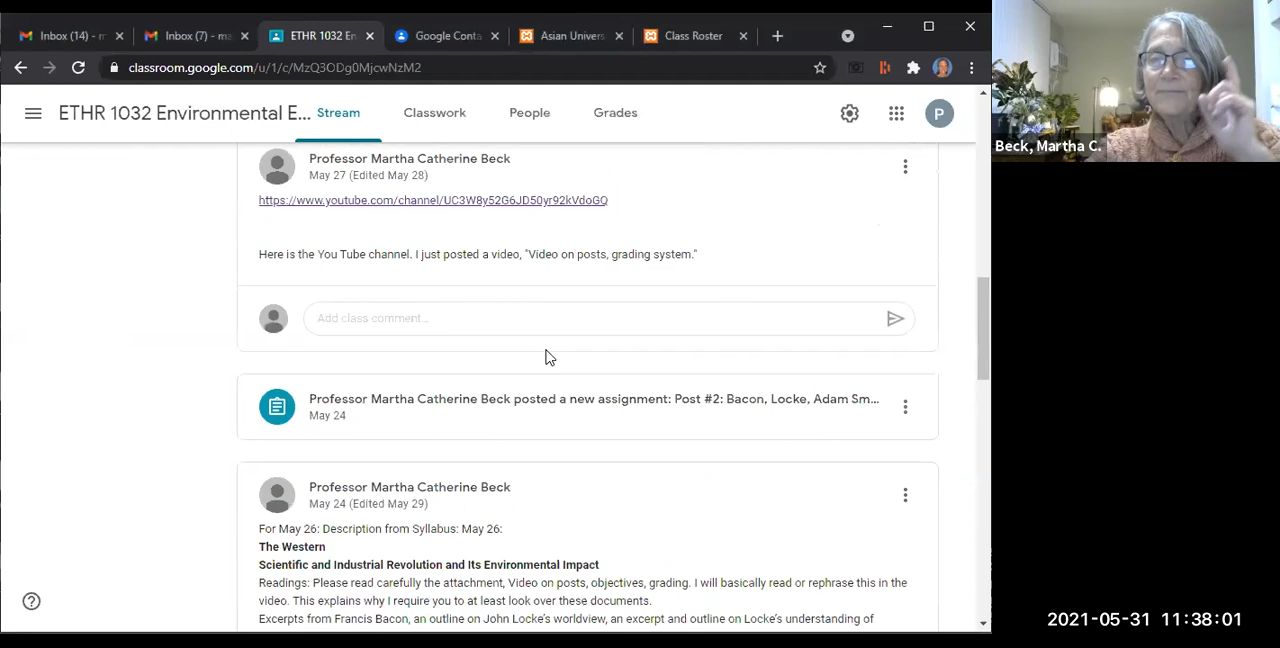 Inbox (14) - m
Inbox (7) - ma
ETHR 1032 En
Google Conta
Asian Univers
Class Roster
classroom.google.com/u/1/c/MzQ3ODg0MjcwNzM2
ETHR 1032 Environmental E...
Stream
Classwork
People
Grades
P
Beck, Martha C.
Professor Martha Catherine Beck
May 27 (Edited May 28)
https://www.youtube.com/channel/UC3W8y52G6JD50yr92kVdoGQ
Here is the You Tube channel. I just posted a video, "Video on posts, grading system."
Add class comment...
Professor Martha Catherine Beck posted a new assignment: Post #2: Bacon, Locke, Adam Sm...
May 24
Professor Martha Catherine Beck
May 24 (Edited May 29)
For May 26: Description from Syllabus: May 26:
The Western
Scientific and Industrial Revolution and Its Environmental Impact
Readings: Please read carefully the attachment, Video on posts, objectives, grading. I will basically read or rephrase this in the
video. This explains why I require you to at least look over these documents.
Excerpts from Francis Bacon, an outline on John Locke's worldview, an excerpt and outline on Locke's understanding of
2021-05-31 11:38:01